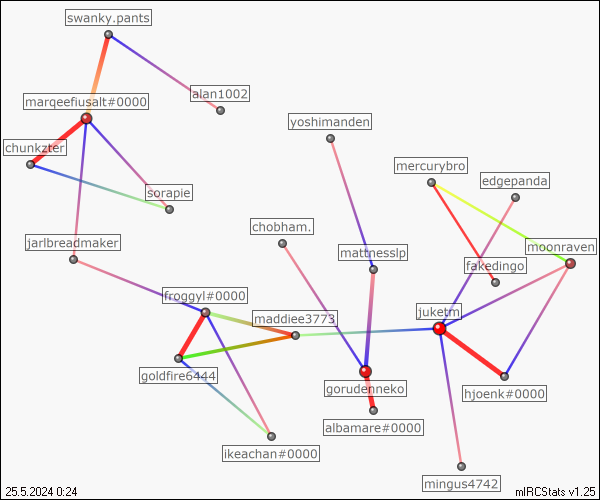 swanky.pants
alan1002
marqeefiusalt#0000
yoshimanden
chunkzter
mercurybro
edgepanda
sorapie
chobham.
jarlbreadmaker
mattnesslp
moonraven
fakedingo
froggyl#0000
maddiee3773
juketm
goldfire6444
gorudenneko
hjoenk#0000
albamare#0000
ikeachan#0000
mingus4742
25.5.2024 0:24
mIRCStats v1.25